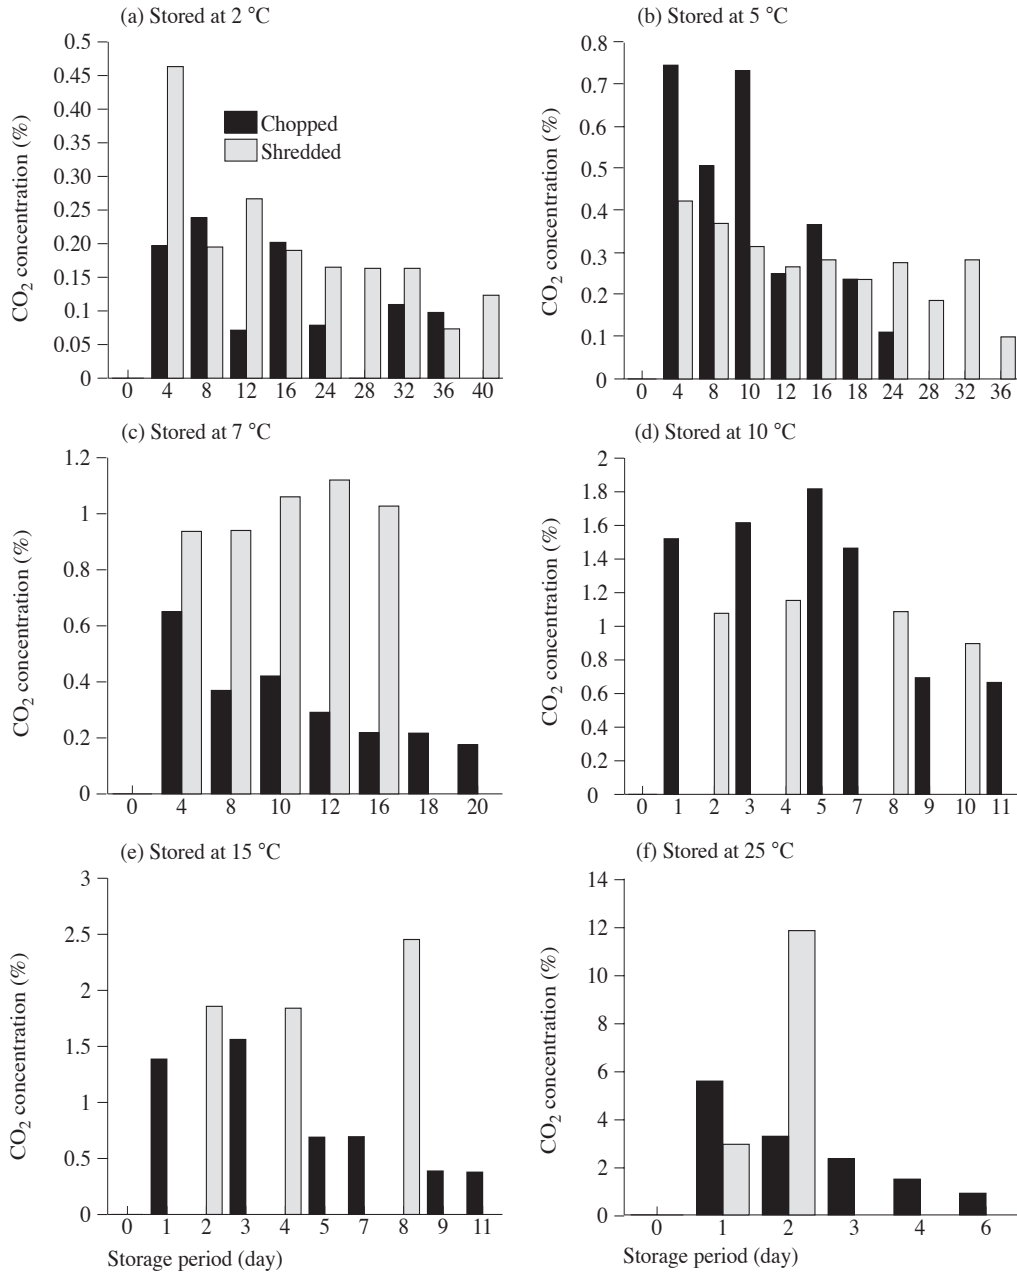 (a) Stored at 2 °C
0.5
0.45
0.40
0.35
0.30
0.25
0.20
0.15
0.1
0.05
0
CO2 concentration (%)
Chopped
Shredded
0 4 8 12 16 24 28 32 36 40
(b) Stored at 5 °C
0.8
0.7
0.6
0.5
0.4
0.3
0.2
0.1
0
CO2 concentration (%)
0 4 8 10 12 16 18 24 28 32 36
(c) Stored at 7 °C
1.2
1
0.8
0.6
0.4
0.2
0
CO2 concentration (%)
0 4 8 10 12 16 18 20
(d) Stored at 10 °C
2
1.8
1.6
1.4
1.2
1
0.8
0.6
0.4
0.2
0
CO2 concentration (%)
0 1 2 3 4 5 7 8 9 10 11
(e) Stored at 15 °C
3
2.5
2
1.5
1
0.5
0
CO2 concentration (%)
0 1 2 3 4 5 7 8 9 11
Storage period (day)
(f) Stored at 25 °C
14
12
10
8
6
4
2
0
CO2 concentration (%)
0 1 2 3 4 6
Storage period (day)